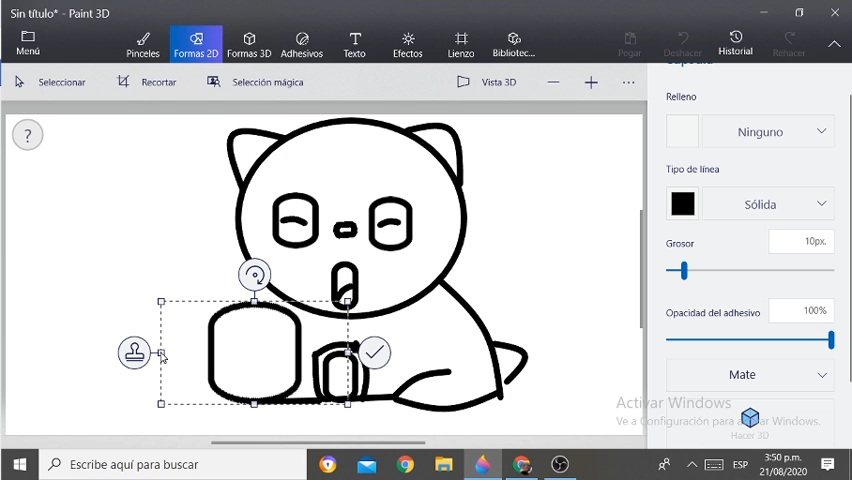 Sin título* - Paint 3D
Menú
Pinceles
Formas 2D
Formas 3D
Adhesivos
Texto
Efectos
Lienzo
Bibliotec...
Pegar
Deshacer
Historial
Rehacer
Seleccionar
Recortar
Selección mágica
Vista 3D
?
Relleno
Ninguno
Tipo de línea
Sólida
Grosor
10px.
Opacidad del adhesivo
100%
Mate
Activar Windows
Ve a Configuración para activar Windows.
Hacer 3D
Escribe aquí para buscar
ESP
3:50 p.m.
21/08/2020